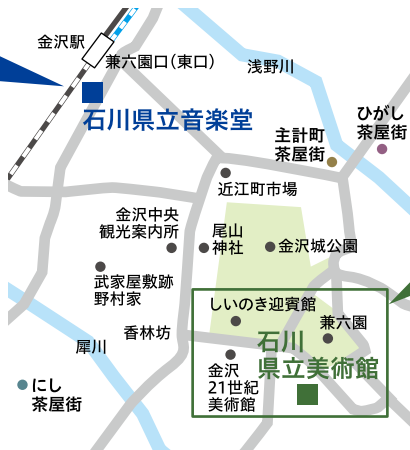 金沢駅
兼六園口（東口）
浅野川
石川県立音楽堂
ひがし
茶屋街
主計町
茶屋街
近江町市場
金沢中央
観光案内所
尾山
神社
金沢城公園
武家屋敷跡
野村家
しいのき迎賓館
兼六園
香林坊
石川
県立美術館
犀川
金沢
21世紀
美術館
にし
茶屋街